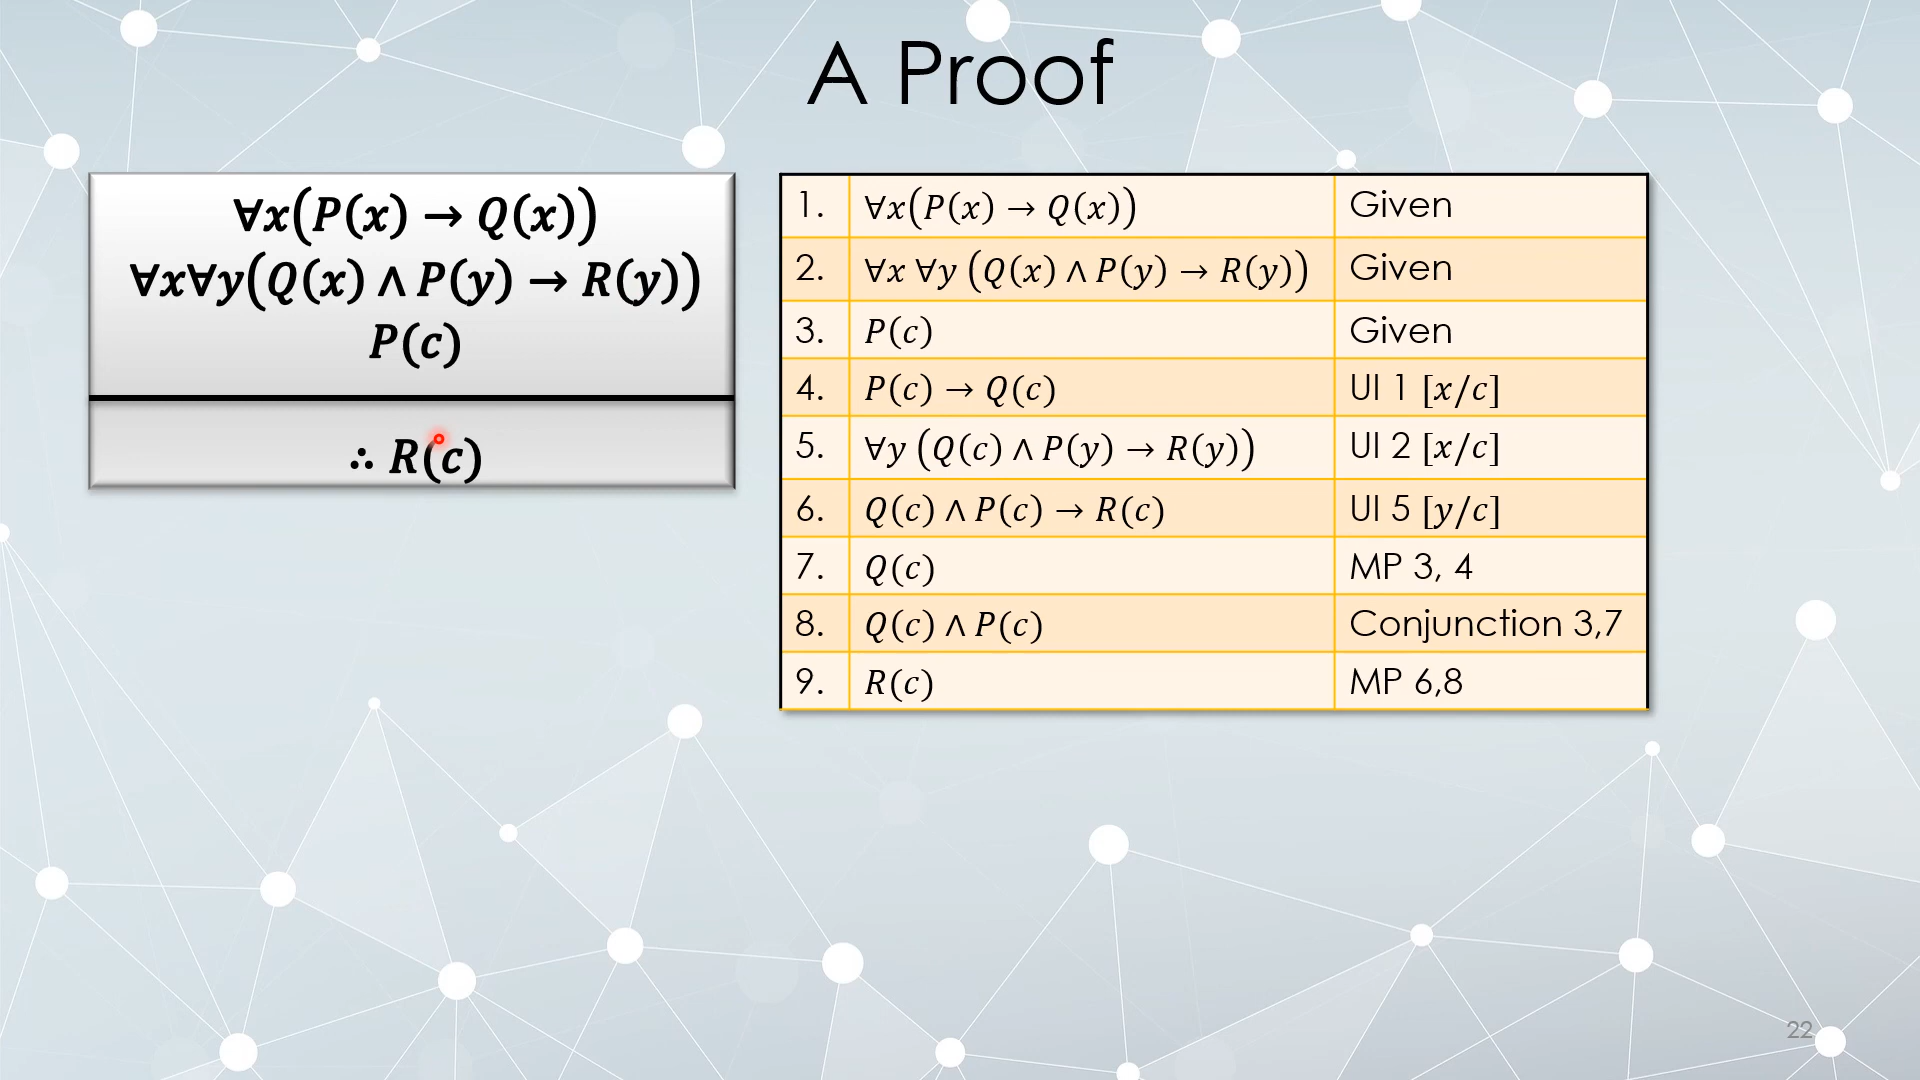 A Proof
∀x(P(x) → Q(x))
∀x∀y(Q(x) ∧ P(y) → R(y))
P(c)
∴ R(c)
1. ∀x(P(x) → Q(x)) Given
2. ∀x ∀y (Q(x) ∧ P(y) → R(y)) Given
3. P(c) Given
4. P(c) → Q(c) UI 1 [x/c]
5. ∀y (Q(c) ∧ P(y) → R(y)) UI 2 [x/c]
6. Q(c) ∧ P(c) → R(c) UI 5 [y/c]
7. Q(c) MP 3, 4
8. Q(c) ∧ P(c) Conjunction 3,7
9. R(c) MP 6,8
22